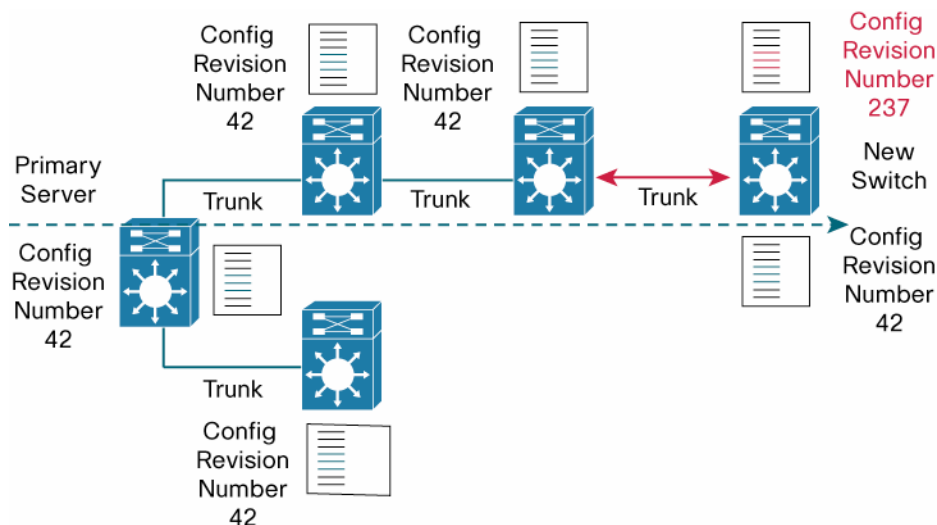 Config
Revision
Number
42
Config
Revision
Number
42
Config
Revision
Number
237
Primary
Server
Trunk
Trunk
Trunk
New
Switch
Config
Revision
Number
42
Config
Revision
Number
42
Trunk
Config
Revision
Number
42